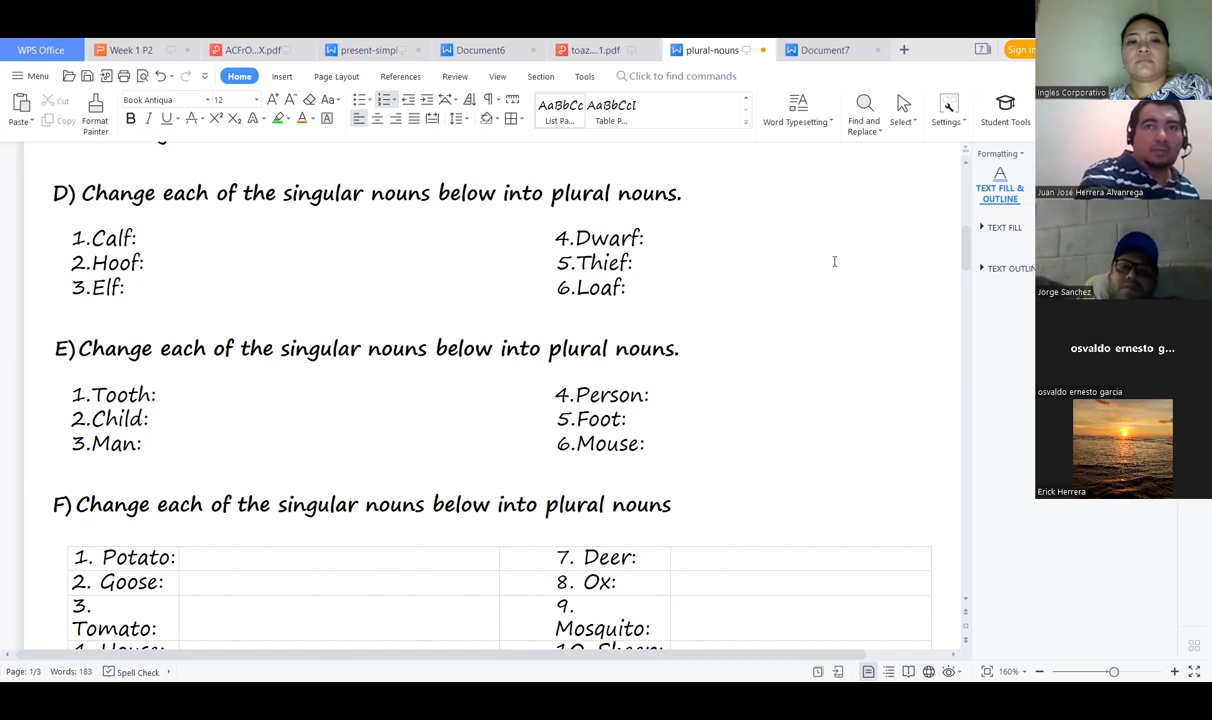 WPS Office Week 1 P2 ACFrO...X.pdf present-simpl Document6 toaz....1.pdf plural-nouns Document7 + 7 Sign in
Menu Home Insert Page Layout References Review View Section Tools Click to find commands
Cut Book Antiqua 12 AaBbCc AaBbCcI
Paste Copy Format Painter List Pa... Table P... Word Typesetting Find and Replace Select Settings Student Tools
D) Change each of the singular nouns below into plural nouns.
1.Calf: 4.Dwarf:
2.Hoof: 5.Thief:
3.Elf: 6.Loaf:
E)Change each of the singular nouns below into plural nouns.
1.Tooth: 4.Person:
2.Child: 5.Foot:
3.Man: 6.Mouse:
F)Change each of the singular nouns below into plural nouns
1. Potato: 7. Deer:
2. Goose: 8. Ox:
3. Tomato: 9. Mosquito:
Formatting
TEXT FILL & OUTLINE
TEXT FILL
TEXT OUTLIN
Ingles Corporativo
Juan José Herrera Alvanrega
Jorge Sanchez
osvaldo ernesto g...
osvaldo ernesto garcia
Erick Herrera
Page: 1/3 Words: 183 Spell Check 160%